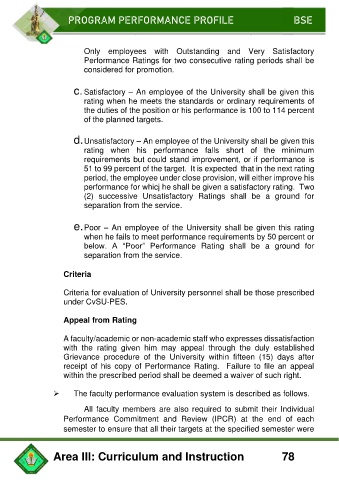 PROGRAM PERFORMANCE PROFILE BSE
Only employees with Outstanding and Very Satisfactory
Performance Ratings for two consecutive rating periods shall be
considered for promotion.
c. Satisfactory – An employee of the University shall be given this
rating when he meets the standards or ordinary requirements of
the duties of the position or his performance is 100 to 114 percent
of the planned targets.
d. Unsatisfactory – An employee of the University shall be given this
rating when his performance falls short of the minimum
requirements but could stand improvement, or if performance is
51 to 99 percent of the target. It is expected that in the next rating
period, the employee under close provision, will either improve his
performance for whicj he shall be given a satisfactory rating. Two
(2) successive Unsatisfactory Ratings shall be a ground for
separation from the service.
e. Poor – An employee of the University shall be given this rating
when he fails to meet performance requirements by 50 percent or
below. A “Poor” Performance Rating shall be a ground for
separation from the service.
Criteria
Criteria for evaluation of University personnel shall be those prescribed
under CvSU-PES.
Appeal from Rating
A faculty/academic or non-academic staff who expresses dissatisfaction
with the rating given him may appeal through the duly established
Grievance procedure of the University within fifteen (15) days after
receipt of his copy of Performance Rating. Failure to file an appeal
within the prescribed period shall be deemed a waiver of such right.
➢ The faculty performance evaluation system is described as follows.
All faculty members are also required to submit their Individual
Performance Commitment and Review (IPCR) at the end of each
semester to ensure that all their targets at the specified semester were
Area III: Curriculum and Instruction 78